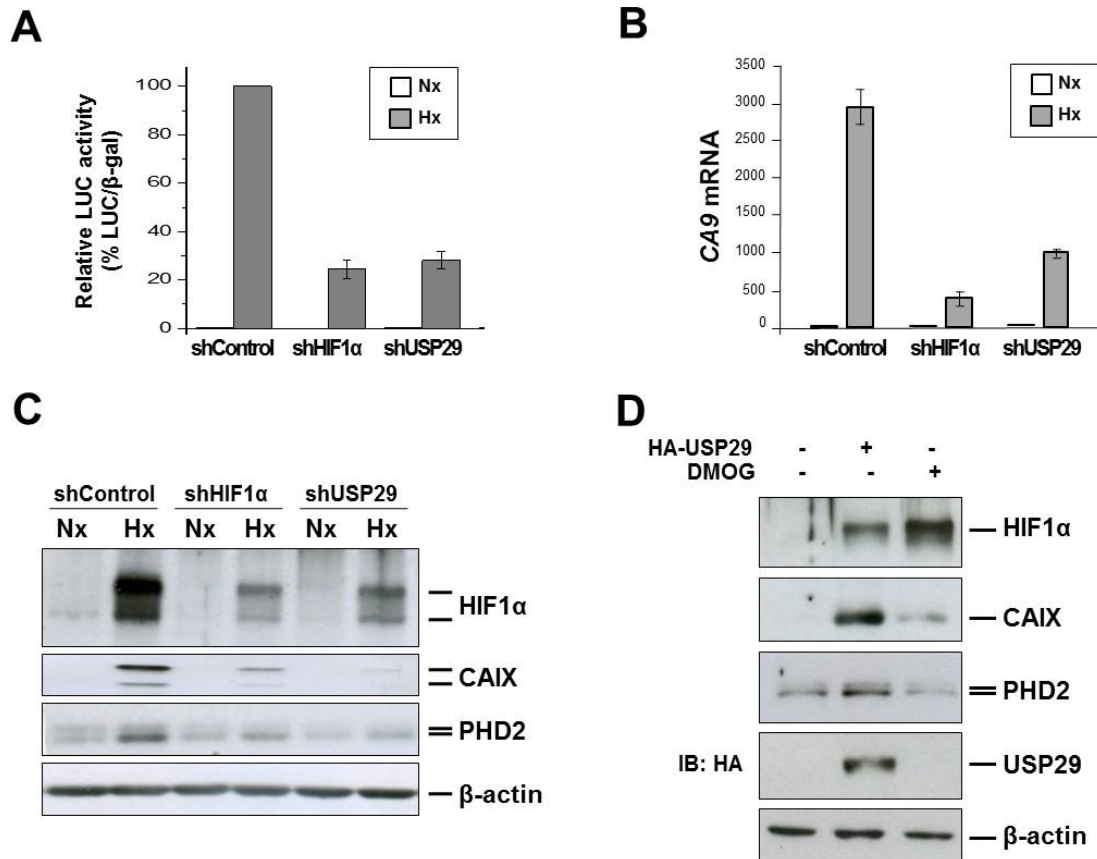 A
Relative LUC activity
(% LUC/β-gal)
100
80
60
40
20
0
Nx
Hx
shControl shHIF1α shUSP29
B
CA9 mRNA
3500
3000
2500
2000
1500
1000
500
0
Nx
Hx
shControl shHIF1α shUSP29
C
shControl shHIF1α shUSP29
Nx Hx Nx Hx Nx Hx
HIF1α
CAIX
PHD2
β-actin
D
HA-USP29 - + -
DMOG - - +
HIF1α
CAIX
PHD2
IB: HA USP29
β-actin